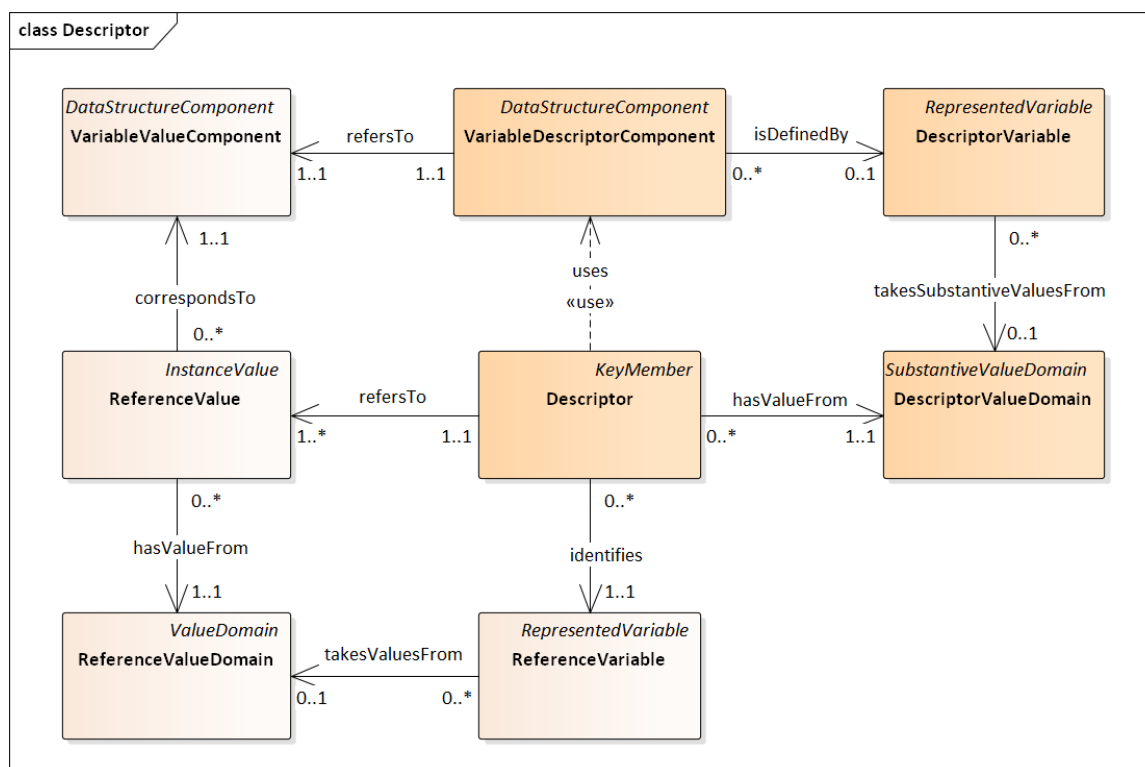 class Descriptor
DataStructureComponent
VariableValueComponent
refersTo
1..1
1..1
DataStructureComponent
VariableDescriptorComponent
isDefinedBy
0..*
0..1
RepresentedVariable
DescriptorVariable
1..1
correspondsTo
0..*
uses
«use»
0..*
takesSubstantiveValuesFrom
0..1
InstanceValue
ReferenceValue
refersTo
1..*
1..1
KeyMember
Descriptor
hasValueFrom
0..*
1..1
SubstantiveValueDomain
DescriptorValueDomain
0..*
hasValueFrom
1..1
0..*
identifies
1..1
ValueDomain
ReferenceValueDomain
takesValuesFrom
0..1
0..*
RepresentedVariable
ReferenceVariable